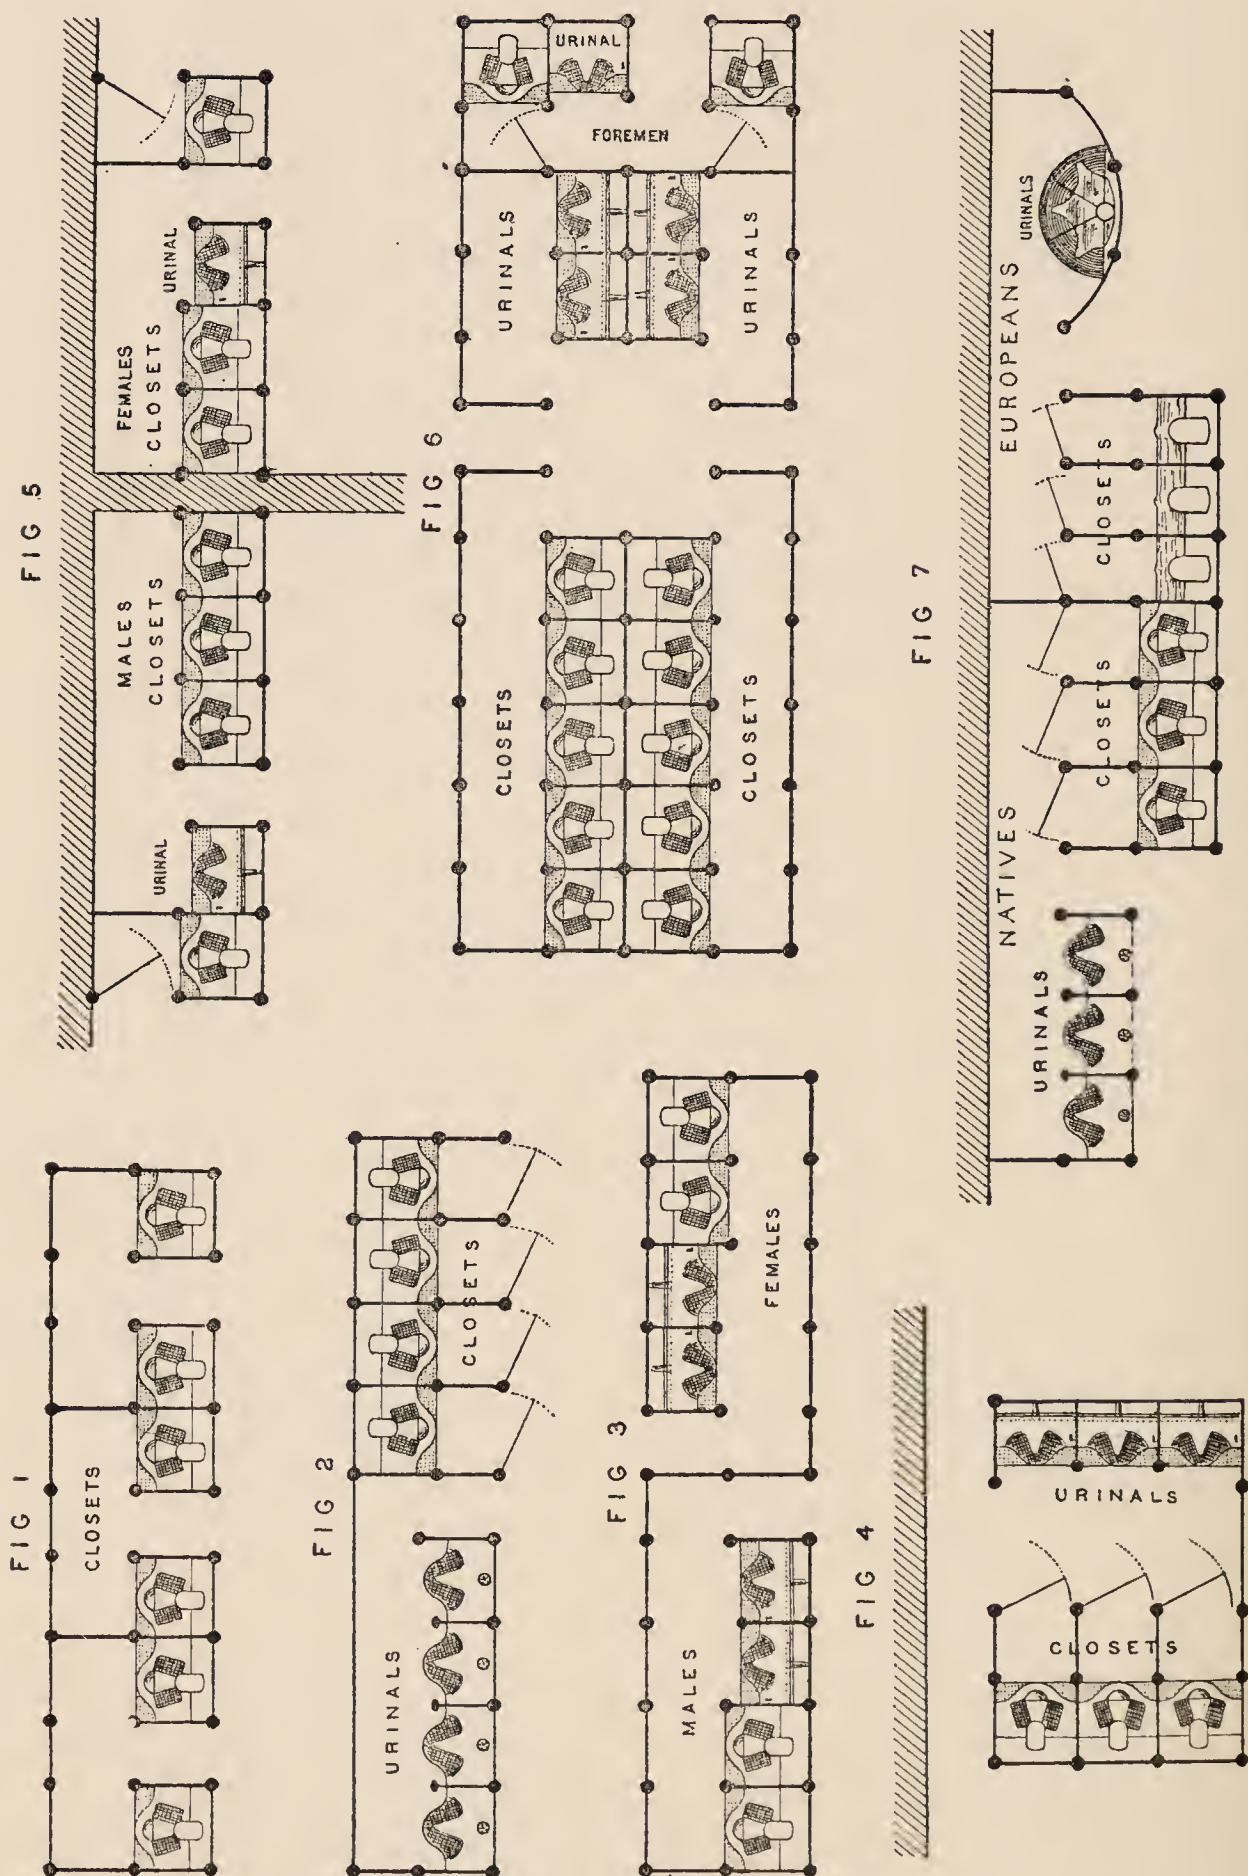 FIG 1
CLOSETS
FIG 2
URINALS
CLOSETS
FIG 3
MALES
FEMALES
FIG 4
CLOSETS
URINALS
FIG 5
URINAL
MALES
CLOSETS
FEMALES
CLOSETS
URINAL
FIG 6
CLOSETS
CLOSETS
URINALS
URINALS
FOREMEN
URINAL
FIG 7
NATIVES
URINALS
CLOSETS
EUROPEANS
CLOSETS
URINALS